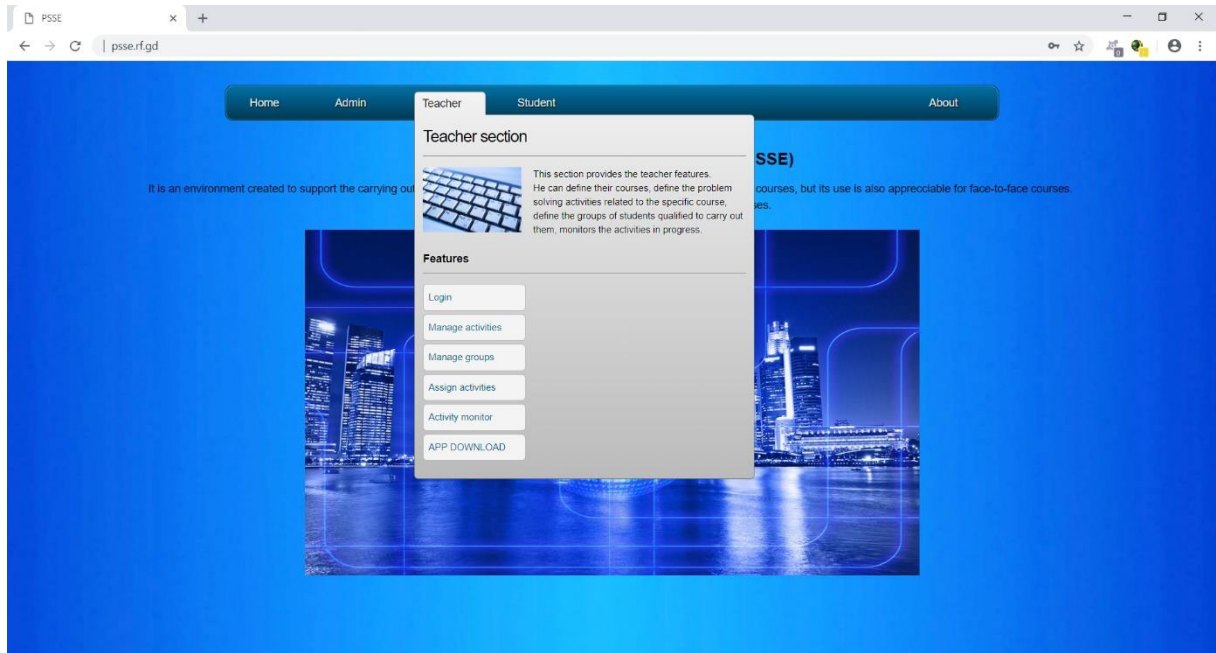 PSSE
psse.rf.gd
0
Home Admin Teacher Student About
Teacher section
SSE)
This section provides the teacher features.
It is an environment created to support the carrying out
He can define their courses, define the problem
courses, but its use is also apprecciable for face-to-face courses.
solving activities related to the specific course,
ses.
define the groups of students qualified to carry out
them, monitors the activities in progress.
Features
Login
Manage activities
Manage groups
Assign activities
Activity monitor
APP DOWNLOAD